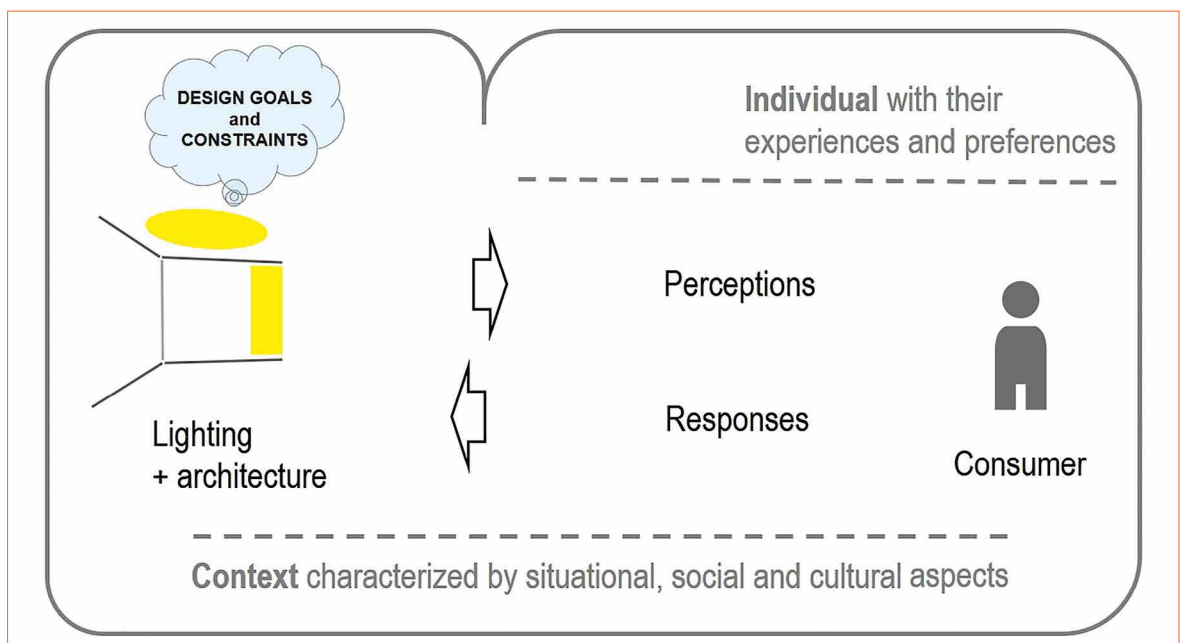 DESIGN GOALS
and
CONSTRAINTS
Individual with their
experiences and preferences
Perceptions
Responses
Lighting
+ architecture
Consumer
Context characterized by situational, social and cultural aspects